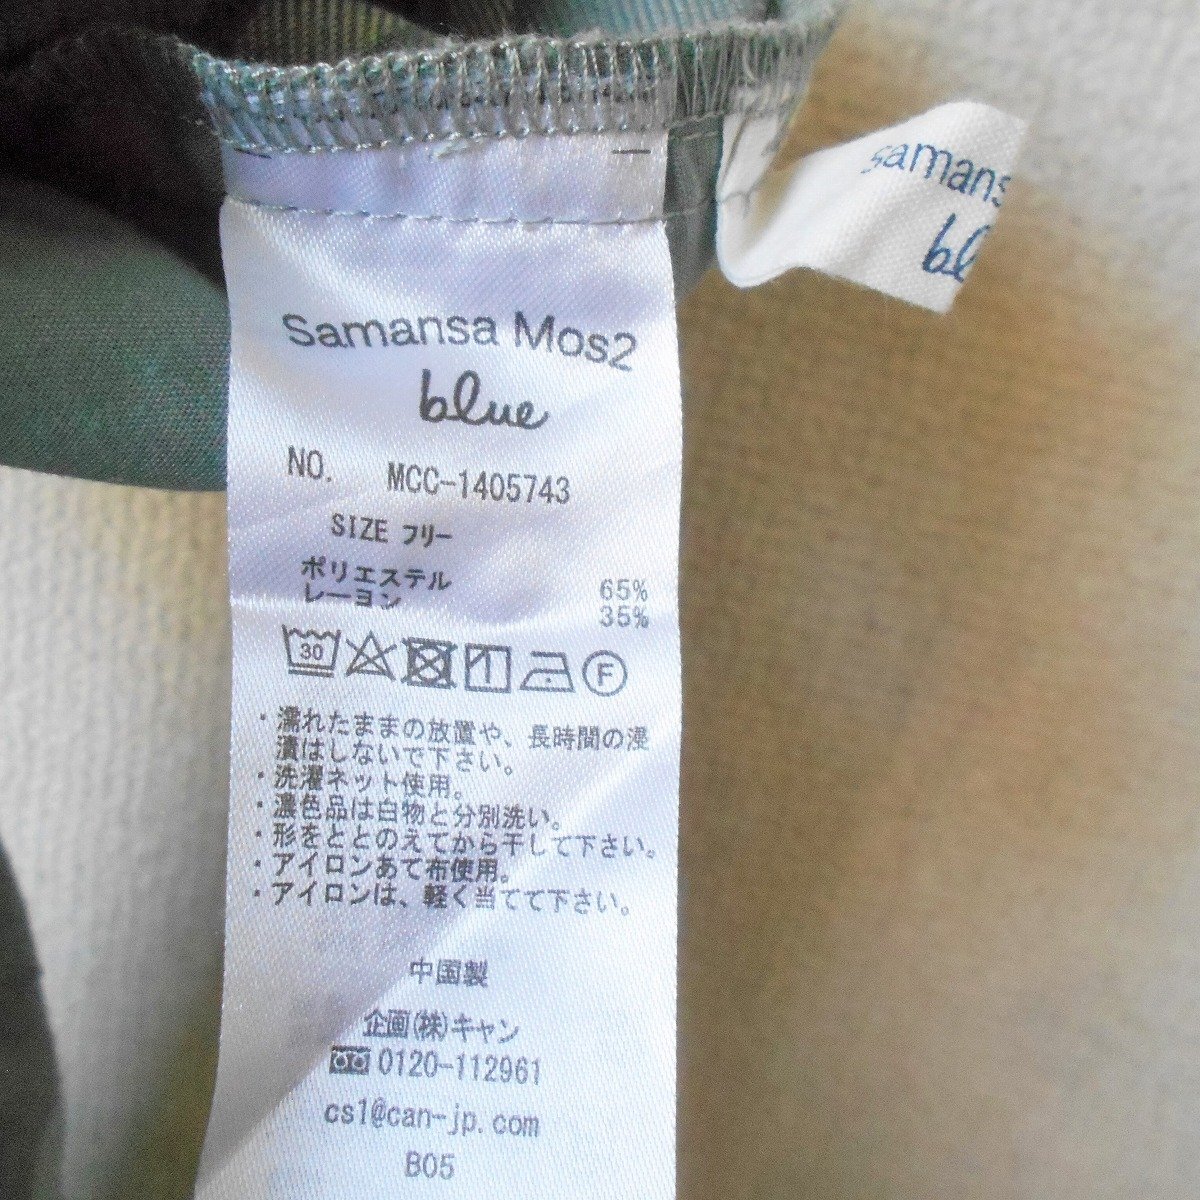 samans
bl
Samansa Mos2
blue
NO. MCC-1405743
SIZE フリー
ポリエステル 65%
レーヨン 35%
30 F
・濡れたままの放置や、長時間の浸
漬はしないで下さい。
・洗濯ネット使用。
・濃色品は白物と分別洗い。
・形をととのえてから干して下さい。
・アイロンあて布使用。
・アイロンは、軽く当てて下さい。
中国製
企画(株)キャン
0120-112961
cs1@can-jp.com
B05